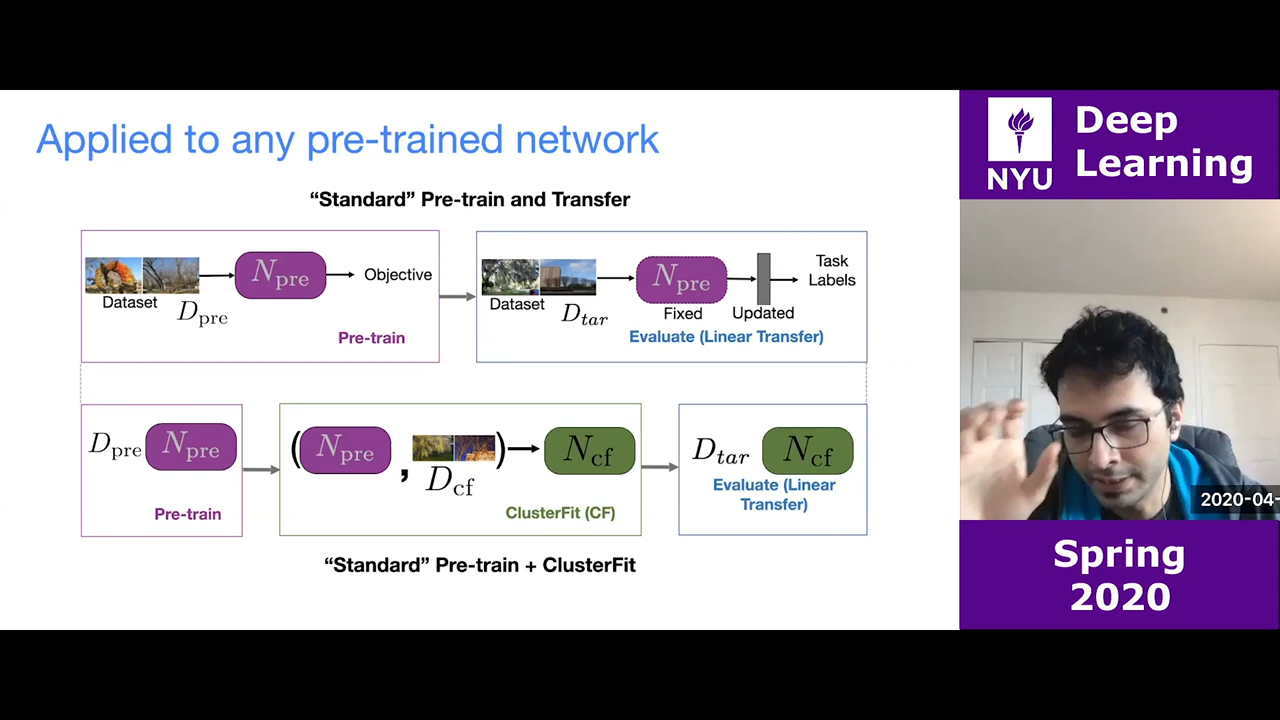 Applied to any pre-trained network
“Standard” Pre-train and Transfer
Dataset
D_pre
N_pre
Objective
Pre-train
Dataset
D_tar
N_pre
Fixed
Updated
Task
Labels
Evaluate (Linear Transfer)
D_pre N_pre
Pre-train
(N_pre , D_cf) N_cf
ClusterFit (CF)
D_tar N_cf
Evaluate (Linear
Transfer)
“Standard” Pre-train + ClusterFit
NYU
Deep
Learning
2020-04-
Spring
2020